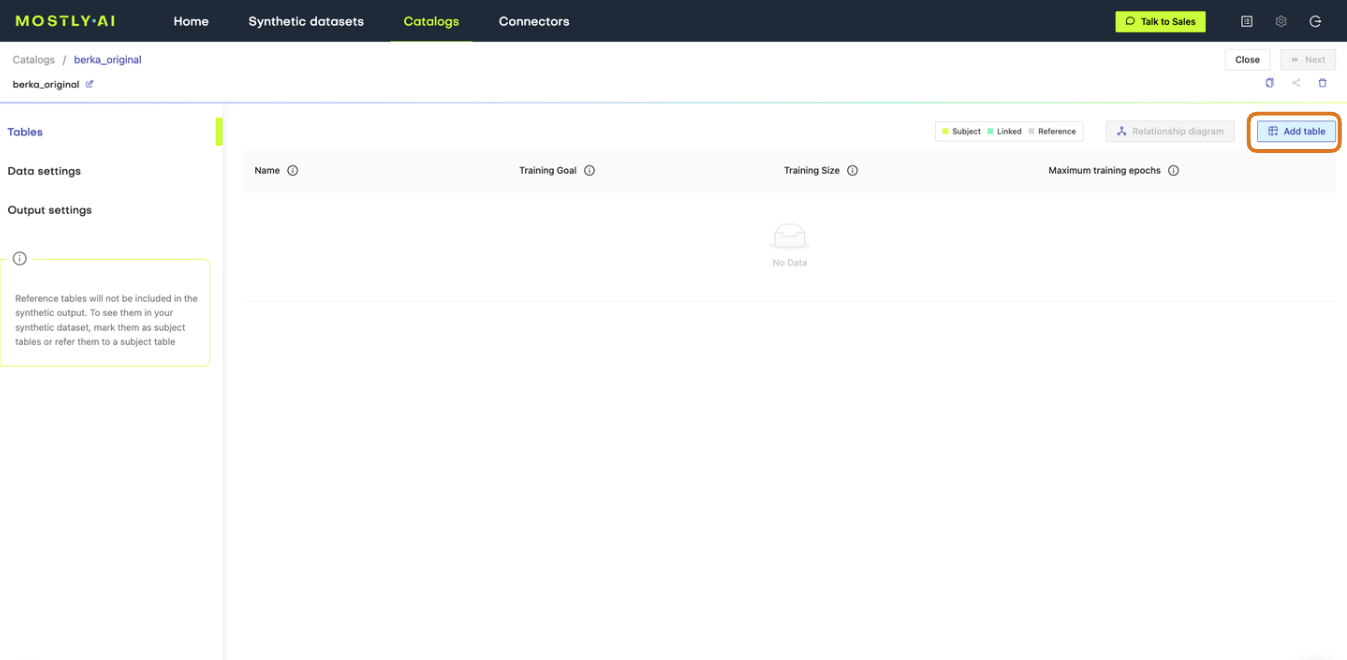 MOSTLY·AI Home Synthetic datasets Catalogs Connectors Talk to Sales
Catalogs / berka_original Close Next
berka_original
Tables
Data settings
Output settings
Reference tables will not be included in the
synthetic output. To see them in your
synthetic dataset, mark them as subject
tables or refer them to a subject table
Subject Linked Reference Relationship diagram Add table
Name Training Goal Training Size Maximum training epochs
No Data